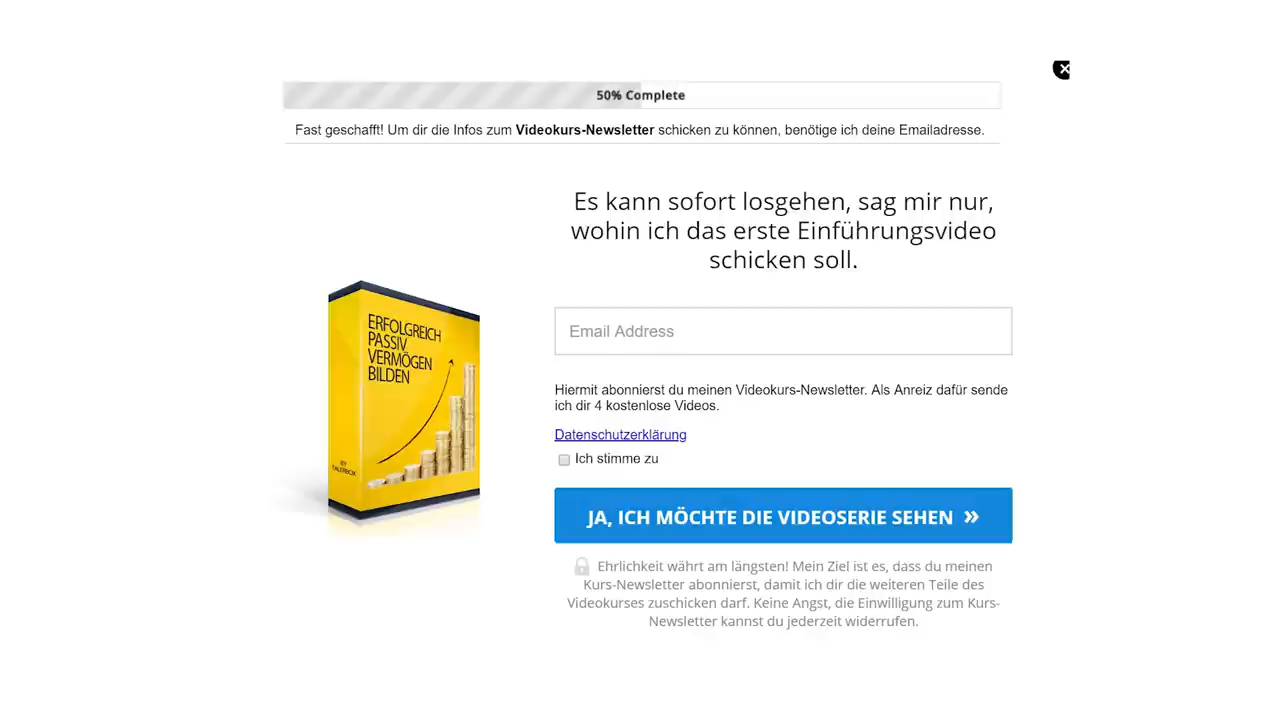 50% Complete
Fast geschafft! Um dir die Infos zum Videokurs-Newsletter schicken zu können, benötige ich deine Emailadresse.
Es kann sofort losgehen, sag mir nur,
wohin ich das erste Einführungsvideo
schicken soll.
ERFOLGREICH
PASSIV
VERMÖGEN
BILDEN
BY
TALERBOX
Email Address
Hiermit abonnierst du meinen Videokurs-Newsletter. Als Anreiz dafür sende
ich dir 4 kostenlose Videos.
Datenschutzerklärung
Ich stimme zu
JA, ICH MÖCHTE DIE VIDEOSERIE SEHEN »
Ehrlichkeit währt am längsten! Mein Ziel ist es, dass du meinen
Kurs-Newsletter abonnierst, damit ich dir die weiteren Teile des
Videokurses zuschicken darf. Keine Angst, die Einwilligung zum Kurs-
Newsletter kannst du jederzeit widerrufen.